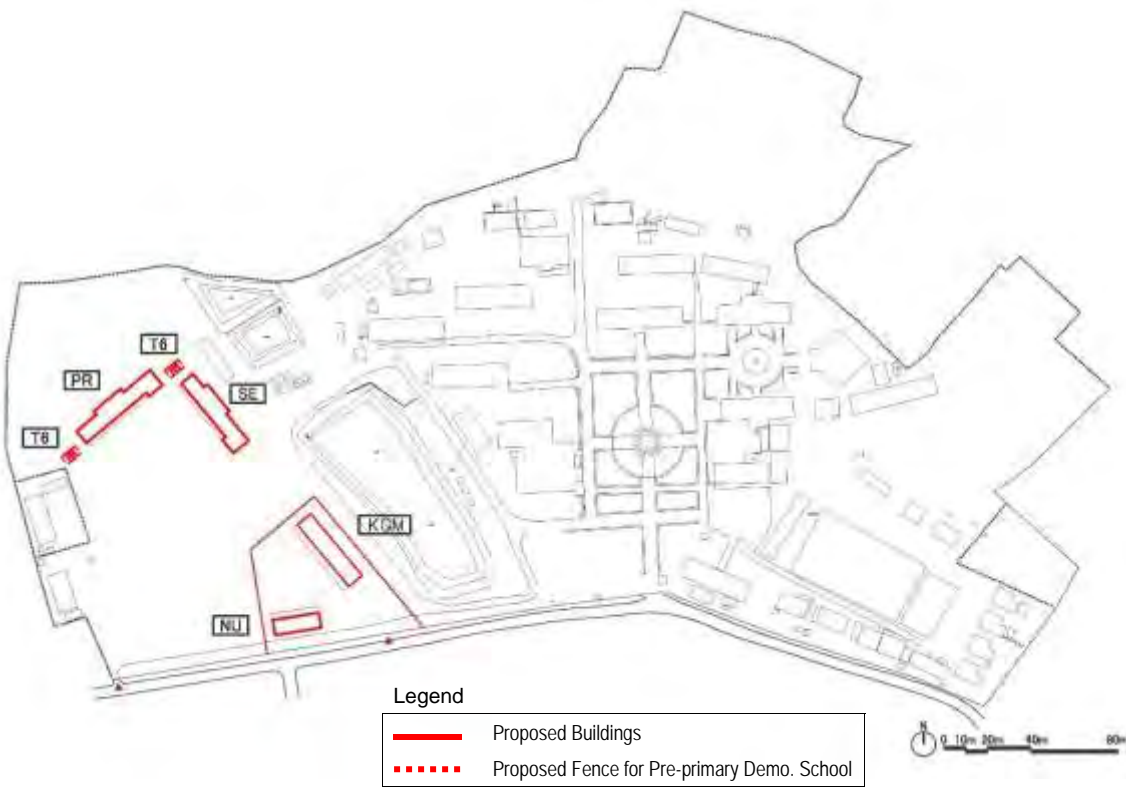 T6
PR
SE
T6
KGM
NU
Legend
Proposed Buildings
Proposed Fence for Pre-primary Demo. School
N
0 10m 20m 40m 80m